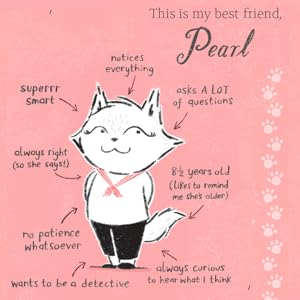 This is my best friend,
Pearl
notices
everything
superrr
smart
asks A LOT
of questions
always right
(so she says!)
8½ years old
(likes to remind
me she's older)
no patience
whatsoever
always curious
to hear what I think
wants to be a detective